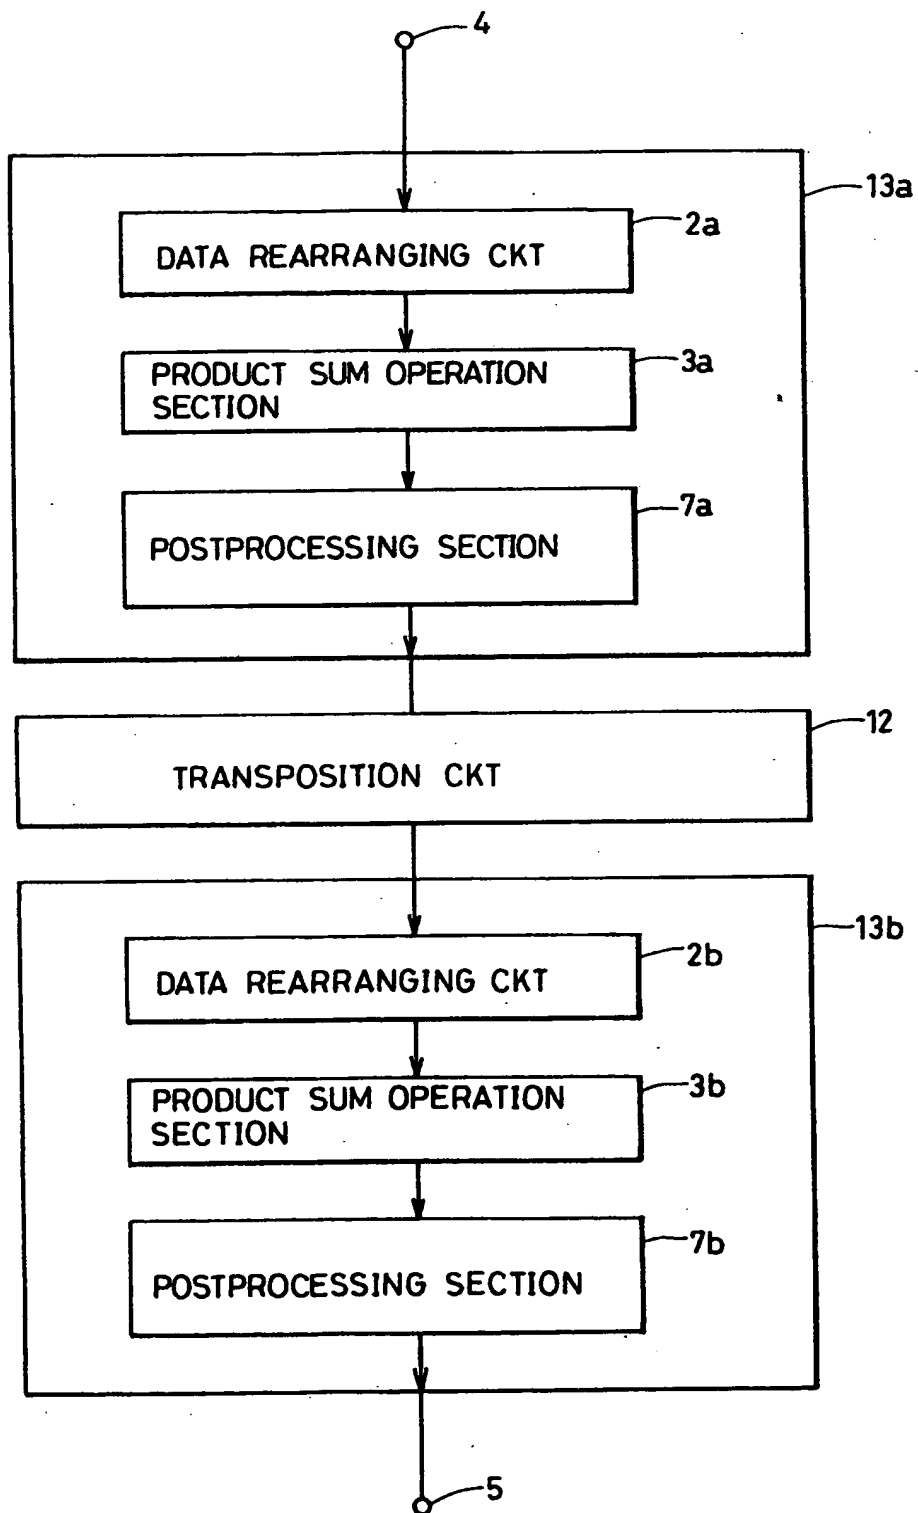 4
13a
2a
DATA REARRANGING CKT
3a
PRODUCT SUM OPERATION
SECTION
7a
POSTPROCESSING SECTION
12
TRANSPOSITION CKT
13b
2b
DATA REARRANGING CKT
3b
PRODUCT SUM OPERATION
SECTION
7b
POSTPROCESSING SECTION
5